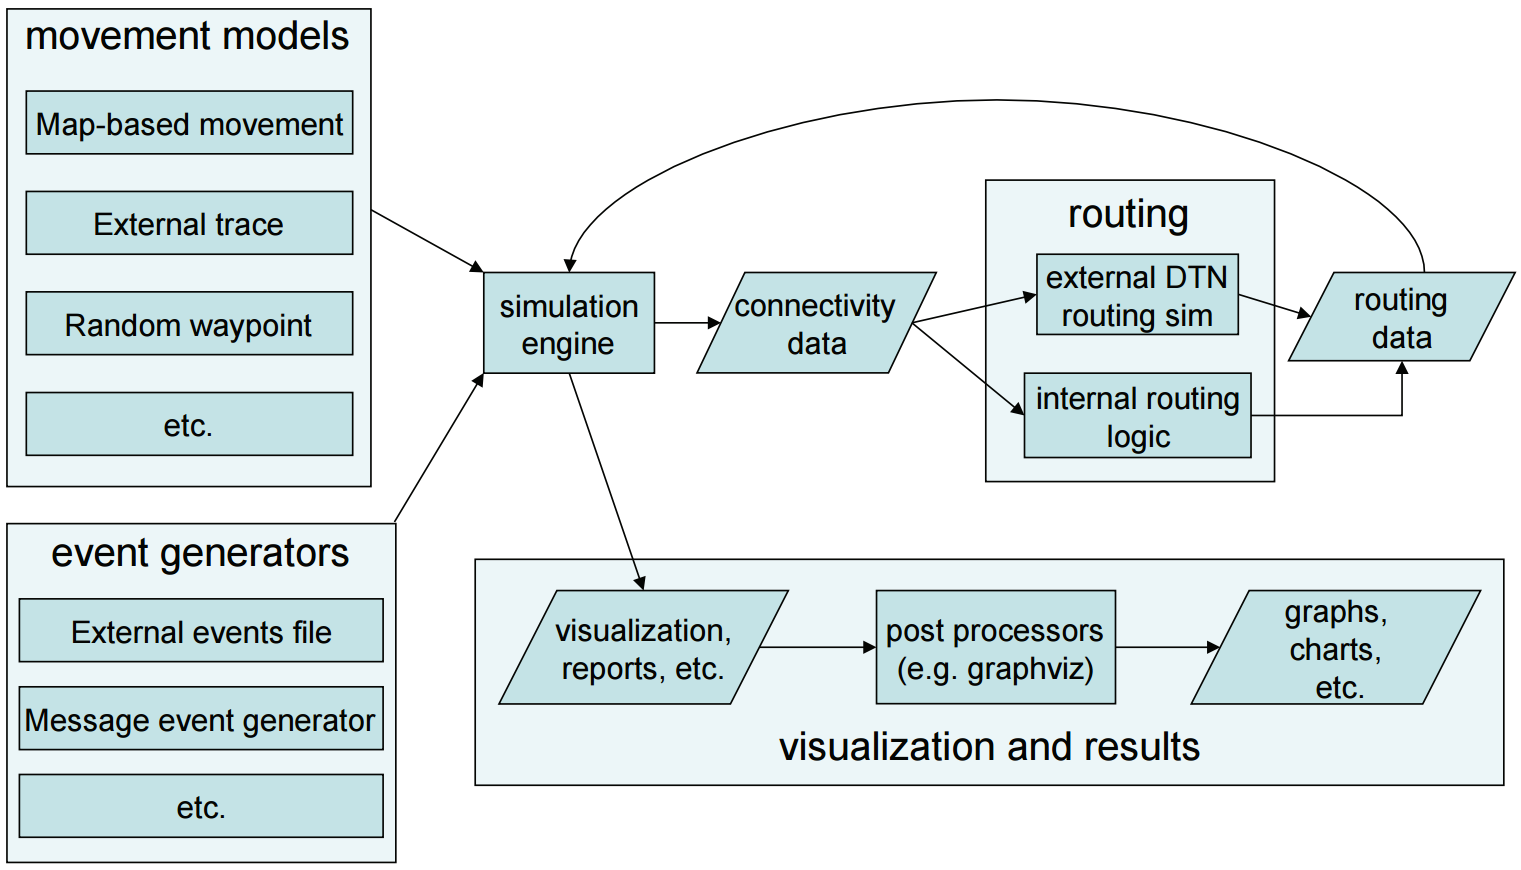 movement models
Map-based movement
External trace
Random waypoint
etc.
event generators
External events file
Message event generator
etc.
simulation
engine
connectivity
data
routing
external DTN
routing sim
internal routing
logic
routing
data
visualization,
reports, etc.
post processors
(e.g. graphviz)
graphs,
charts,
etc.
visualization and results